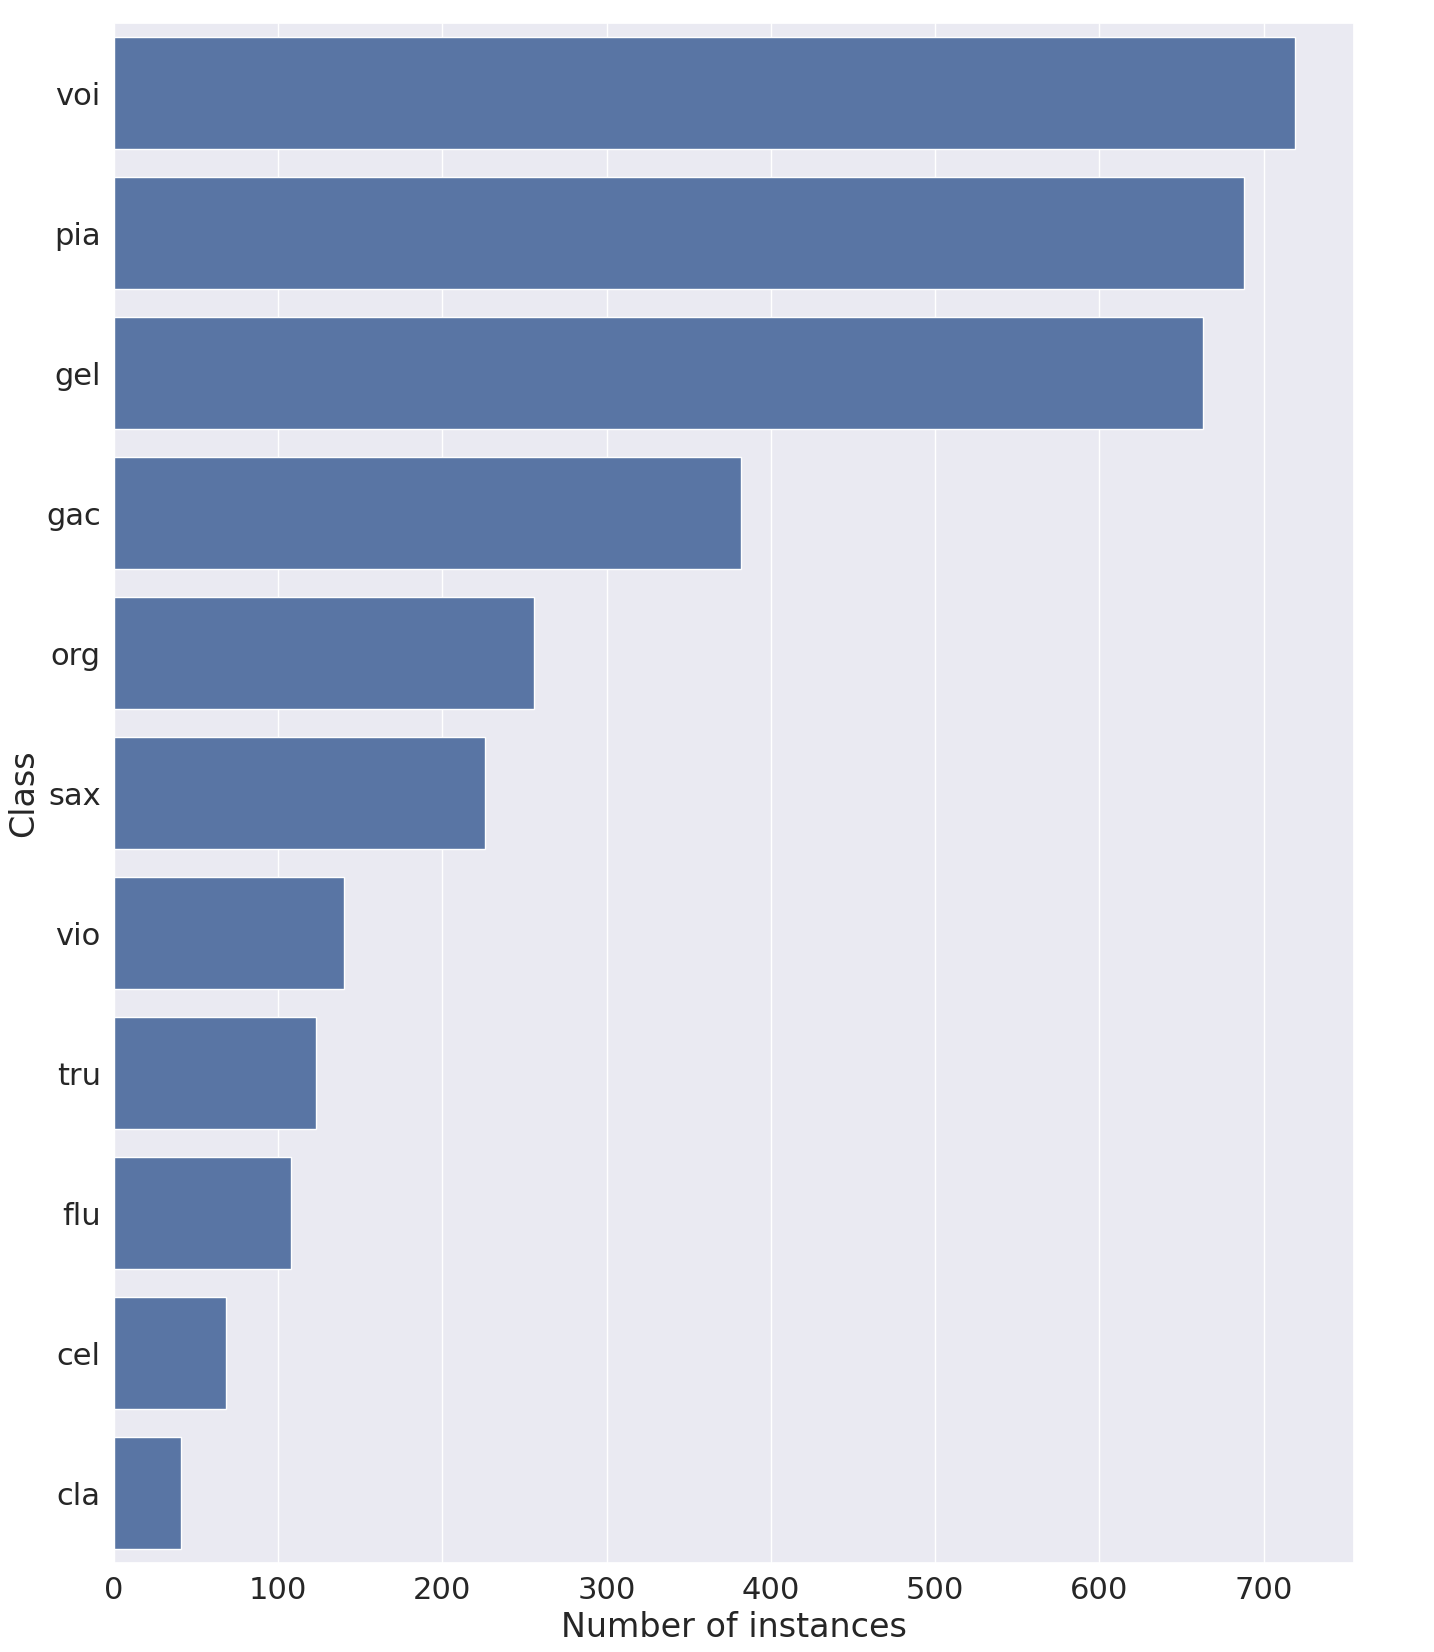 voi
pia
gel
gac
org
sax
vio
tru
flu
cel
cla
Class
0 100 200 300 400 500 600 700
Number of instances